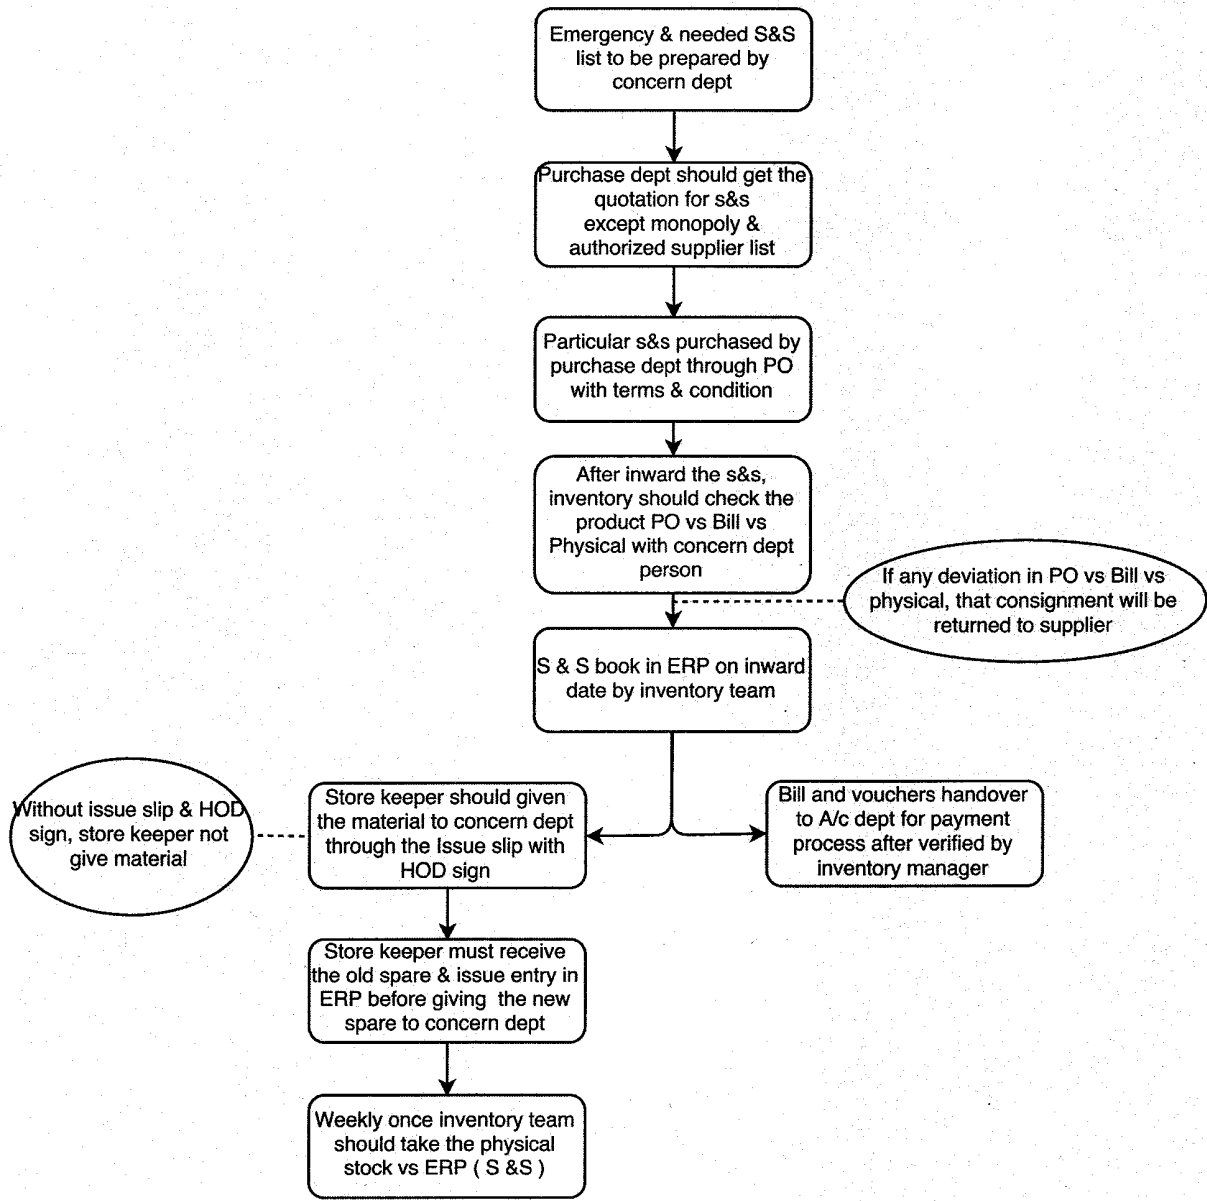 Emergency & needed S&S
list to be prepared by
concern dept
Purchase dept should get the
quotation for s&s
except monopoly &
authorized supplier list
Particular s&s purchased by
purchase dept through PO
with terms & condition
After inward the s&s,
inventory should check the
product PO vs Bill vs
Physical with concern dept
person
If any deviation in PO vs Bill vs
physical, that consignment will be
returned to supplier
S & S book in ERP on inward
date by inventory team
Without issue slip & HOD
sign, store keeper not
give material
Store keeper should given
the material to concern dept
through the Issue slip with
HOD sign
Bill and vouchers handover
to A/c dept for payment
process after verified by
inventory manager
Store keeper must receive
the old spare & issue entry in
ERP before giving the new
spare to concern dept
Weekly once inventory team
should take the physical
stock vs ERP ( S &S )